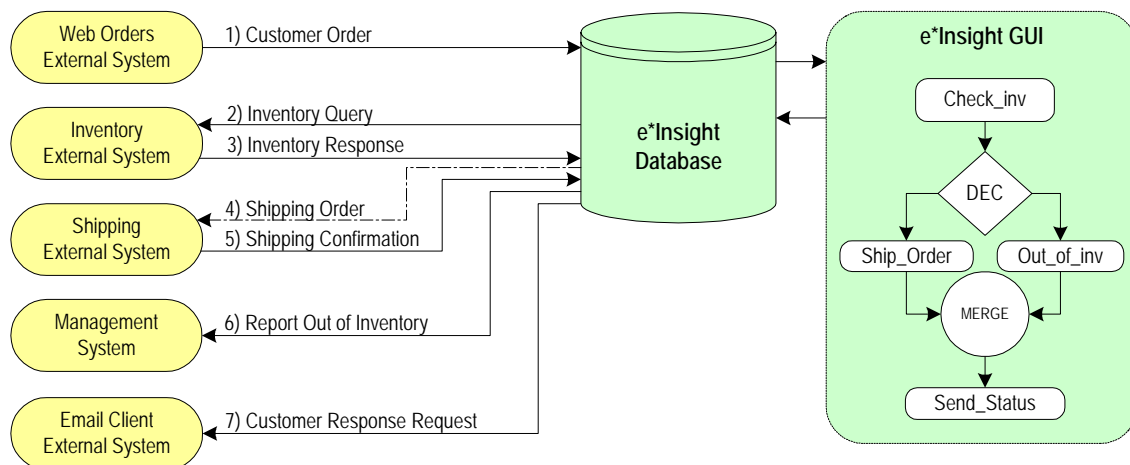 Web Orders
External System
1) Customer Order
Inventory
External System
2) Inventory Query
3) Inventory Response
Shipping
External System
4) Shipping Order
5) Shipping Confirmation
Management
System
6) Report Out of Inventory
Email Client
External System
7) Customer Response Request
e*Insight
Database
e*Insight GUI
Check_inv
DEC
Ship_Order
Out_of_inv
MERGE
Send_Status